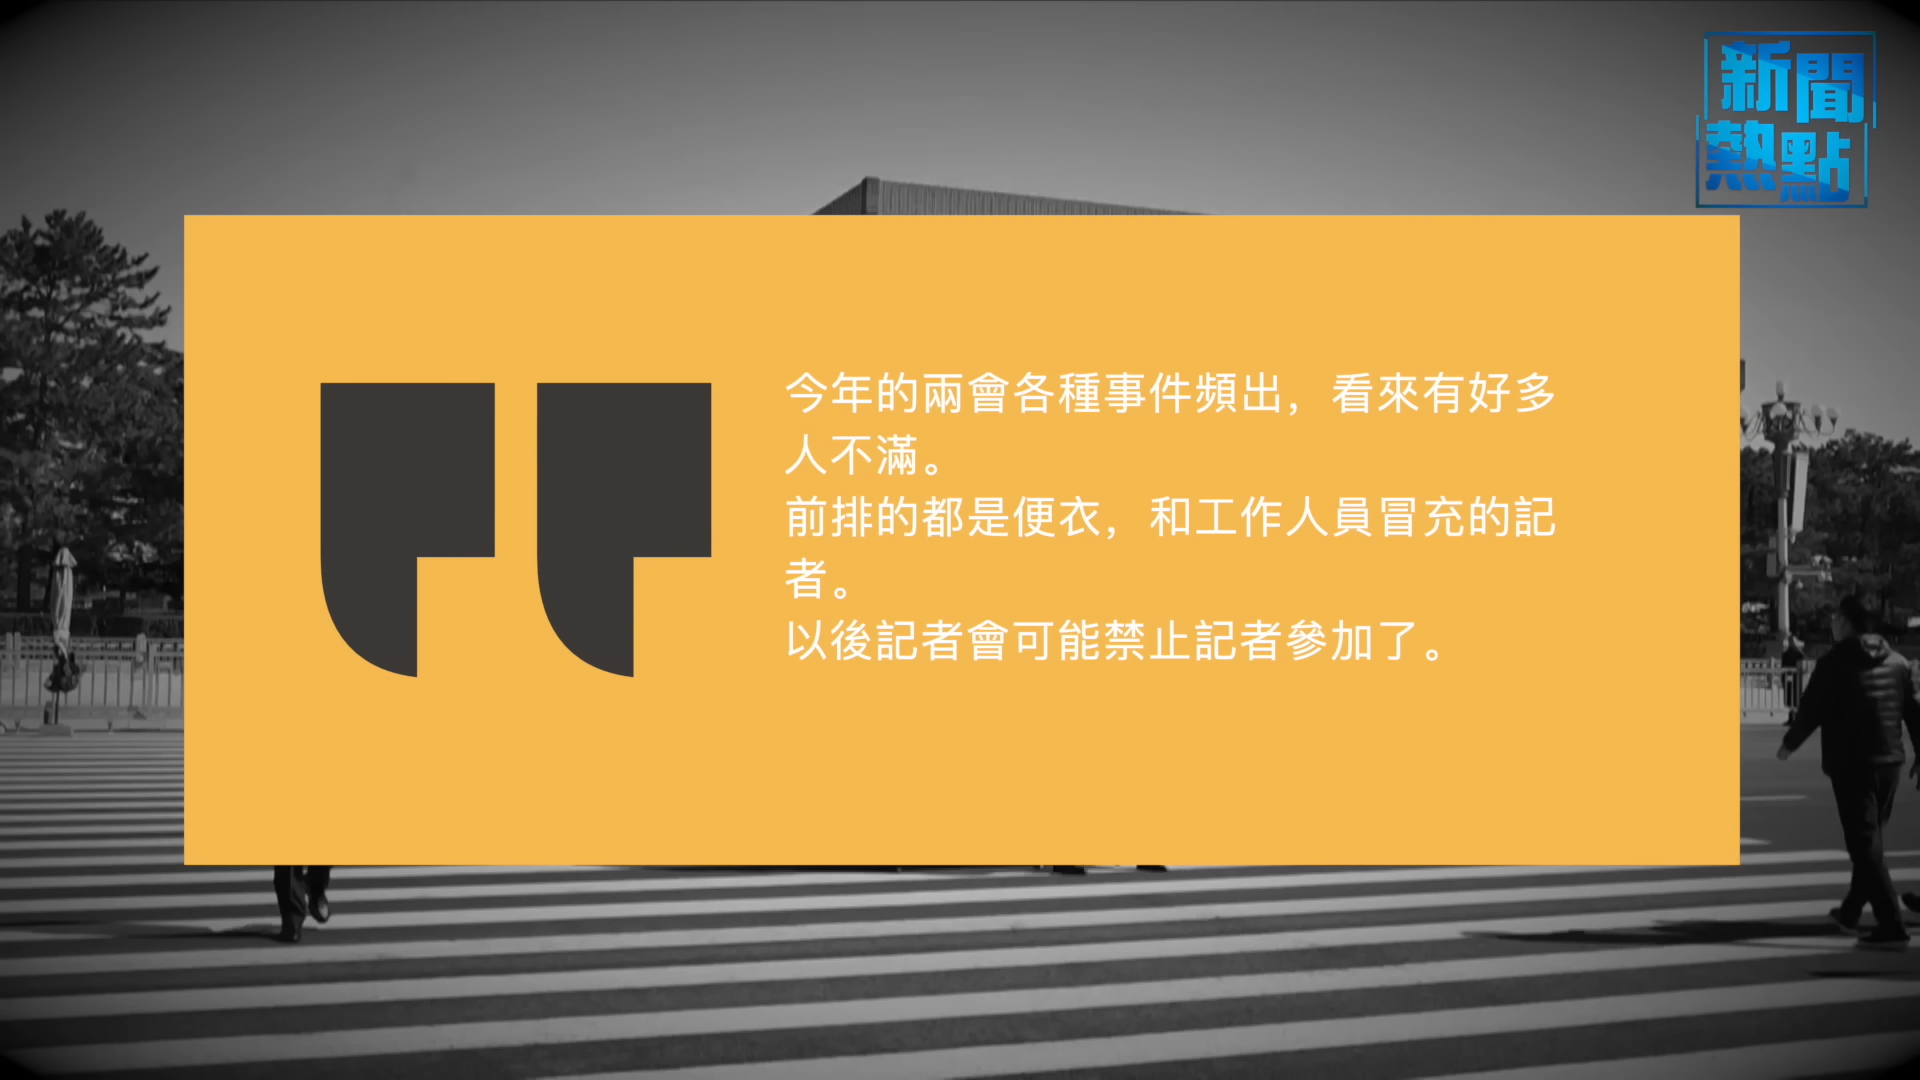 新聞
熱點
今年的兩會各種事件頻出，看來有好多
人不滿。
前排的都是便衣，和工作人員冒充的記
者。
以後記者會可能禁止記者參加了。